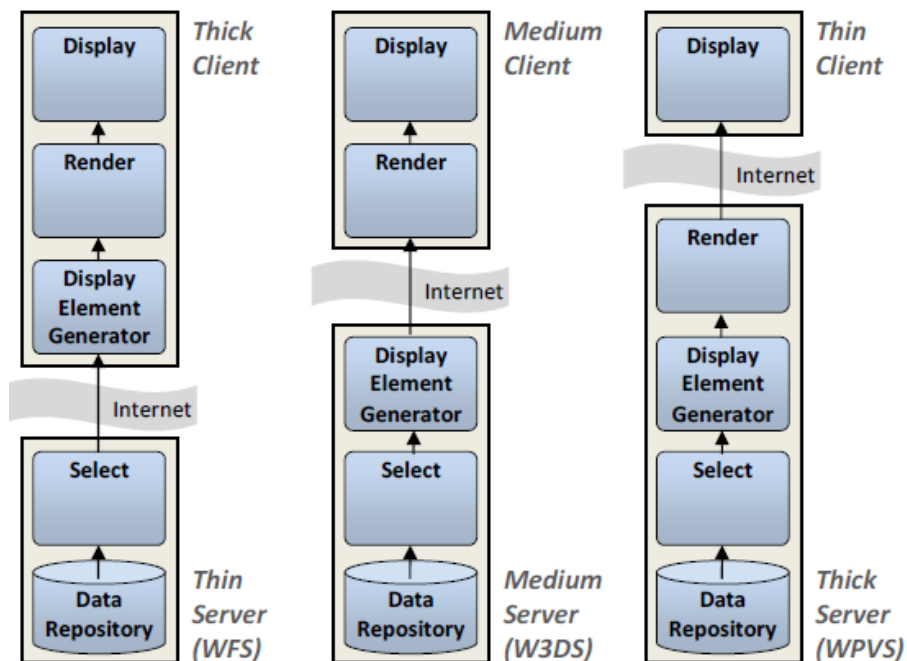 Display
Thick
Client
Render
Display
Element
Generator
Internet
Select
Data
Repository
Thin
Server
(WFS)
Display
Medium
Client
Render
Internet
Display
Element
Generator
Select
Data
Repository
Medium
Server
(W3DS)
Display
Thin
Client
Internet
Render
Display
Element
Generator
Select
Data
Repository
Thick
Server
(WPVS)